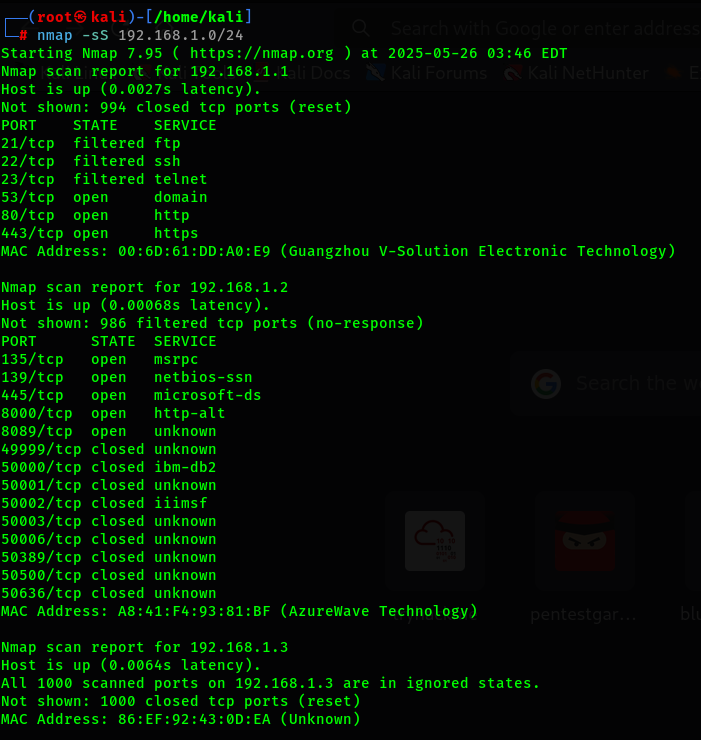 ┌──(root㉿kali)-[/home/kali]
└─# nmap -sS 192.168.1.0/24
Search with Google or enter address
Starting Nmap 7.95 ( https://nmap.org ) at 2025-05-26 03:46 EDT
Nmap scan report for 192.168.1.1
Kali Docs
Kali Forums
Kali NetHunter
Host is up (0.0027s latency).
Not shown: 994 closed tcp ports (reset)
PORT    STATE    SERVICE
21/tcp  filtered ftp
22/tcp  filtered ssh
23/tcp  filtered telnet
53/tcp  open     domain
80/tcp  open     http
443/tcp open     https
MAC Address: 00:6D:61:DD:A0:E9 (Guangzhou V-Solution Electronic Technology)
Nmap scan report for 192.168.1.2
Host is up (0.00068s latency).
Not shown: 986 filtered tcp ports (no-response)
PORT      STATE  SERVICE
135/tcp   open   msrpc
139/tcp   open   netbios-ssn
445/tcp   open   microsoft-ds
Search the w
8000/tcp  open   http-alt
8089/tcp  open   unknown
49999/tcp closed unknown
50000/tcp closed ibm-db2
50001/tcp closed unknown
50002/tcp closed iiimsf
50003/tcp closed unknown
50006/tcp closed unknown
50389/tcp closed unknown
50500/tcp closed unknown
50636/tcp closed unknown
MAC Address: A8:41:F4:93:81:BF (AzureWave Technology)
pentestgar...
Nmap scan report for 192.168.1.3
Host is up (0.0064s latency).
All 1000 scanned ports on 192.168.1.3 are in ignored states.
Not shown: 1000 closed tcp ports (reset)
MAC Address: 86:EF:92:43:0D:EA (Unknown)